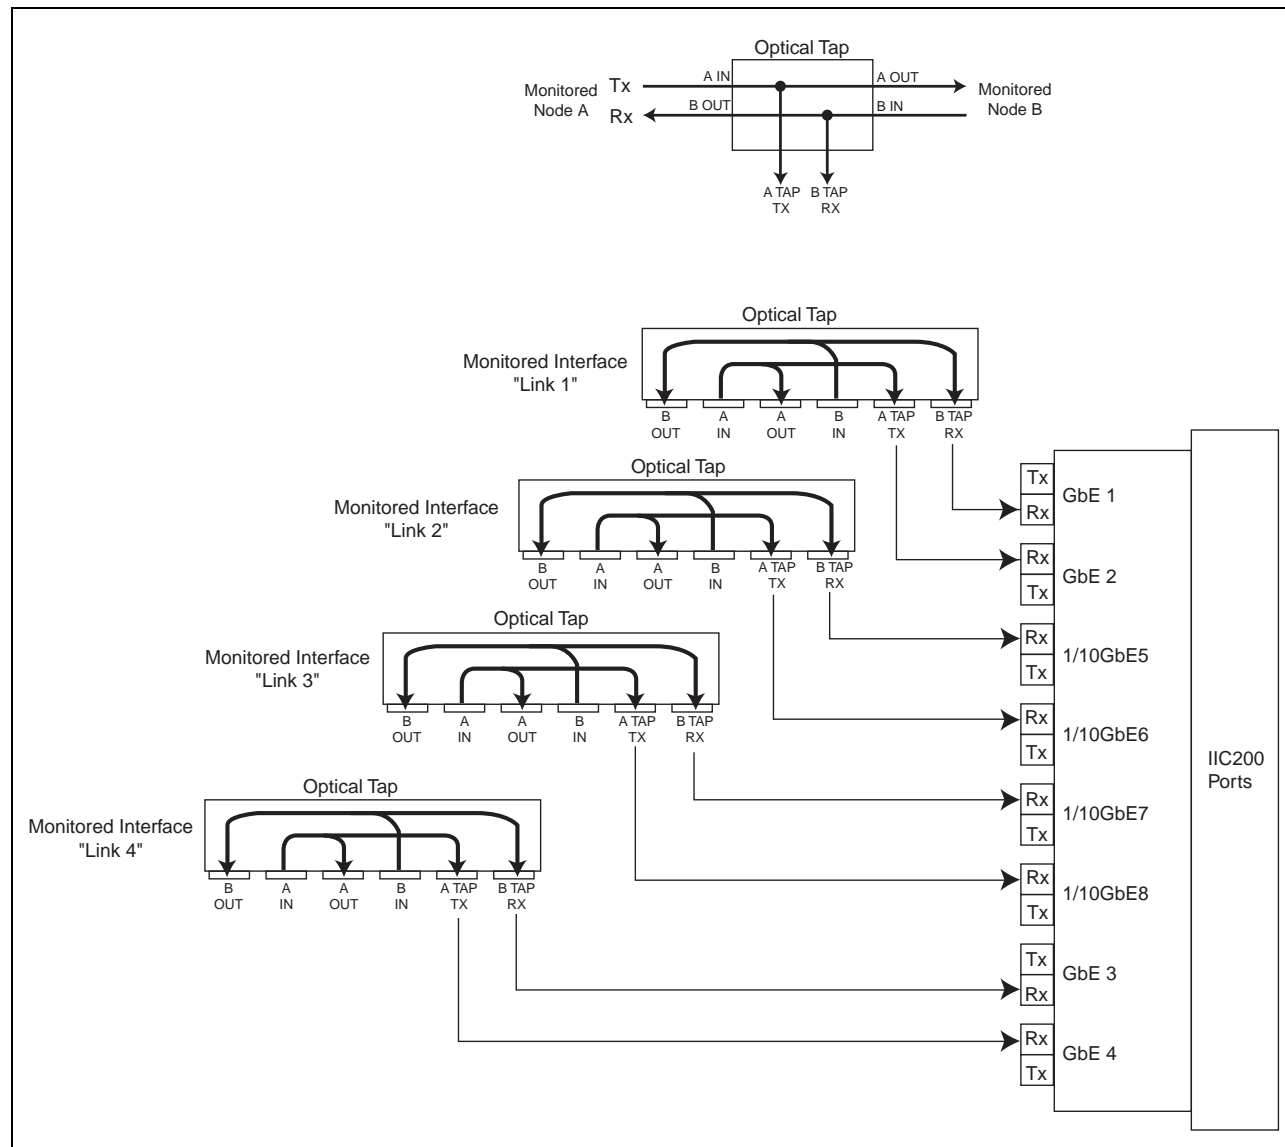 Optical Tap
A IN
A OUT
Monitored
Node A
Tx
Rx
B OUT
B IN
Monitored
Node B
A TAP
TX
B TAP
RX
Optical Tap
Monitored Interface
"Link 1"
B
OUT
A
IN
A
OUT
B
IN
A TAP
TX
B TAP
RX
Optical Tap
Monitored Interface
"Link 2"
B
OUT
A
IN
A
OUT
B
IN
A TAP
TX
B TAP
RX
Optical Tap
Monitored Interface
"Link 3"
B
OUT
A
IN
A
OUT
B
IN
A TAP
TX
B TAP
RX
Optical Tap
Monitored Interface
"Link 4"
B
OUT
A
IN
A
OUT
B
IN
A TAP
TX
B TAP
RX
Tx
Rx
GbE 1
Rx
Tx
GbE 2
Rx
Tx
1/10GbE5
Rx
Tx
1/10GbE6
Rx
Tx
1/10GbE7
Rx
Tx
1/10GbE8
Tx
Rx
GbE 3
Rx
Tx
GbE 4
IIC200
Ports